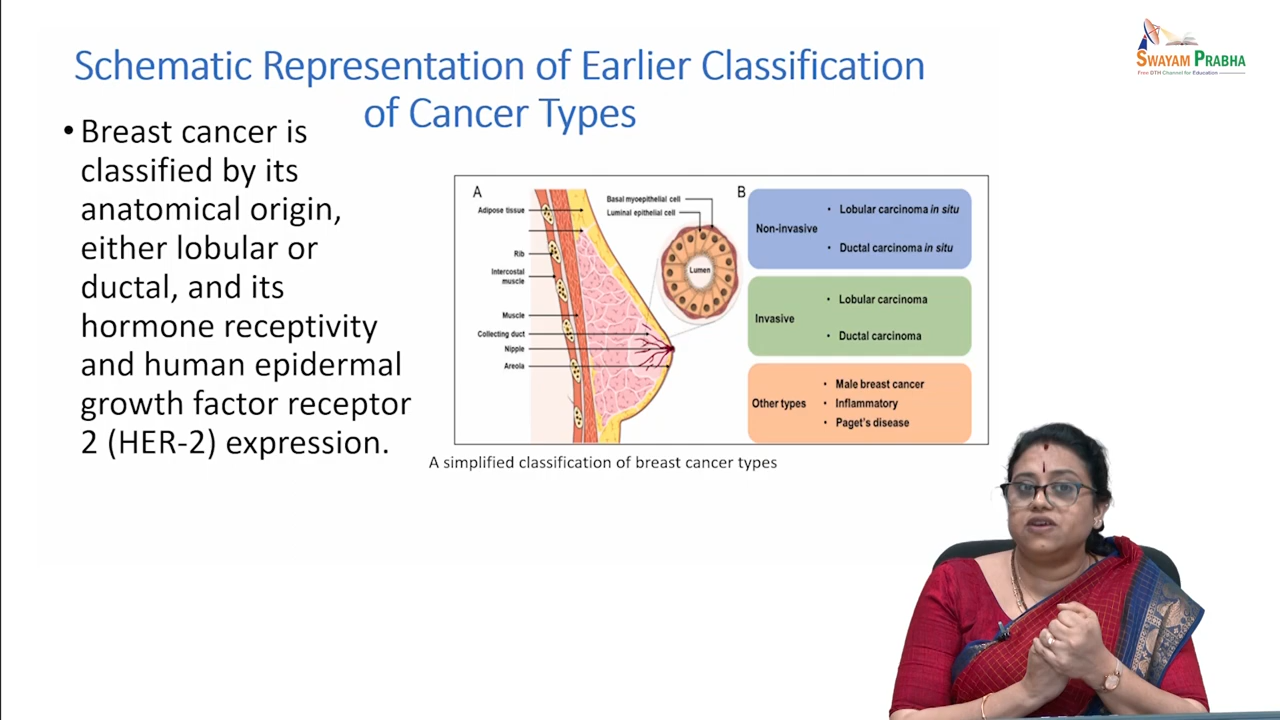 SWAYAM PRABHA
Free DTH Channel for Education
Schematic Representation of Earlier Classification
of Cancer Types
• Breast cancer is
classified by its
anatomical origin,
either lobular or
ductal, and its
hormone receptivity
and human epidermal
growth factor receptor
2 (HER-2) expression.
A
Basal myoepithelial cell
Luminal epithelial cell
Adipose tissue
Rib
Intercostal
muscle
Lumen
Muscle
Collecting duct
Nipple
Areola
B
Non-invasive
• Lobular carcinoma in situ
• Ductal carcinoma in situ
Invasive
• Lobular carcinoma
• Ductal carcinoma
Other types
• Male breast cancer
• Inflammatory
• Paget's disease
A simplified classification of breast cancer types